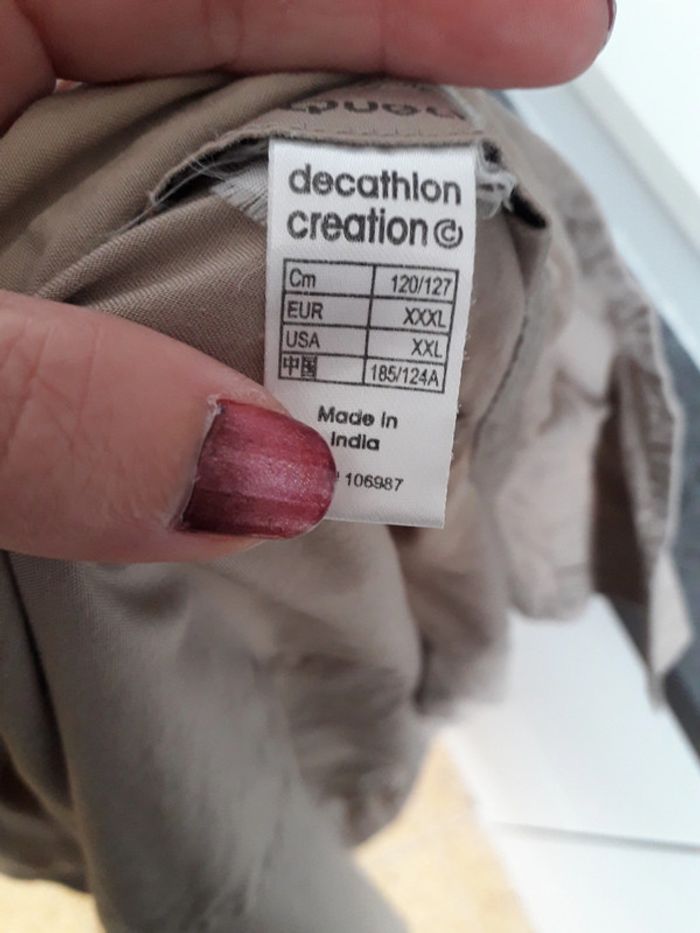 decathlon
creation ©
Cm 120/127
EUR XXXL
USA XXL
中国 185/124A
Made in
India
106987